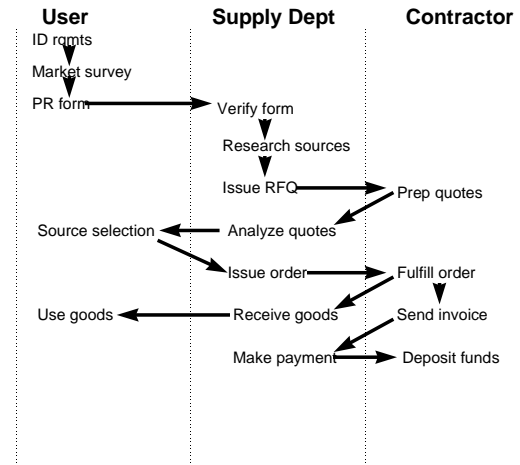 User Supply Dept Contractor
ID rqmts
Market survey
PR form Verify form
Research sources
Issue RFQ Prep quotes
Source selection Analyze quotes
Issue order Fulfill order
Use goods Receive goods Send invoice
Make payment Deposit funds